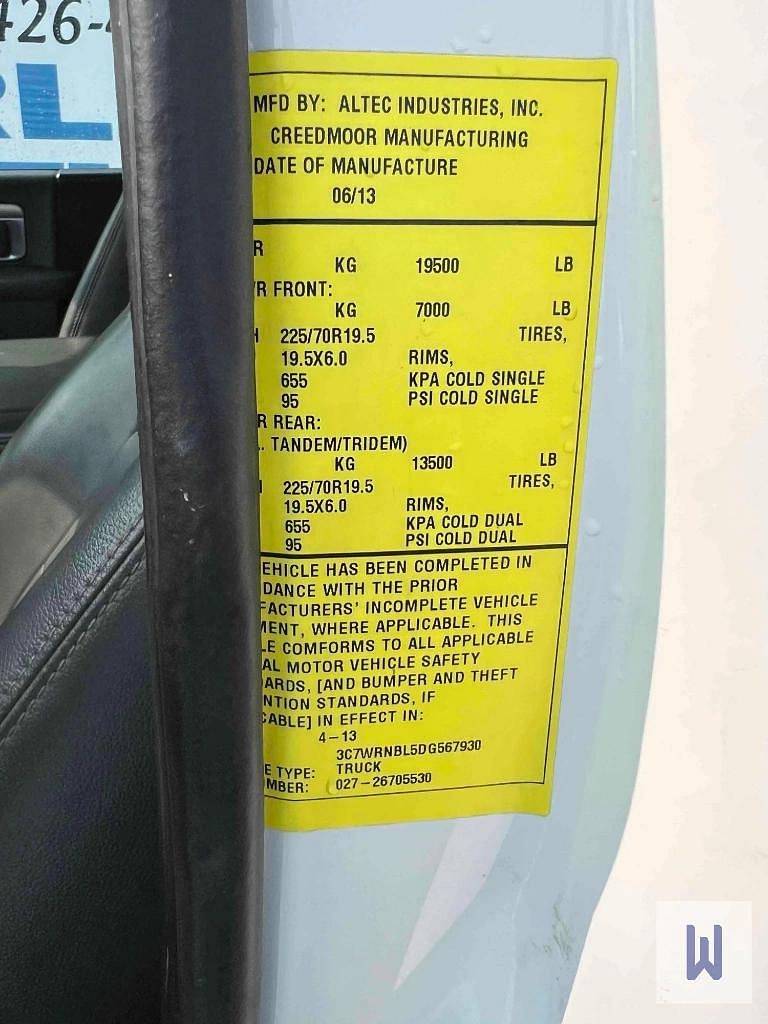 426-
RL
MFD BY: ALTEC INDUSTRIES, INC.
CREEDMOOR MANUFACTURING
DATE OF MANUFACTURE
06/13
R
KG 19500 LB
R FRONT:
KG 7000 LB
H 225/70R19.5 TIRES,
19.5X6.0 RIMS,
655 KPA COLD SINGLE
95 PSI COLD SINGLE
R REAR:
. TANDEM/TRIDEM)
KG 13500 LB
225/70R19.5 TIRES,
19.5X6.0 RIMS,
655 KPA COLD DUAL
95 PSI COLD DUAL
EHICLE HAS BEEN COMPLETED IN
DANCE WITH THE PRIOR
FACTURERS' INCOMPLETE VEHICLE
MENT, WHERE APPLICABLE. THIS
LE COMFORMS TO ALL APPLICABLE
AL MOTOR VEHICLE SAFETY
ARDS, [AND BUMPER AND THEFT
NTION STANDARDS, IF
CABLE] IN EFFECT IN:
4-13
3C7WRNBL5DG567930
E TYPE: TRUCK
MBER: 027-26705530
W